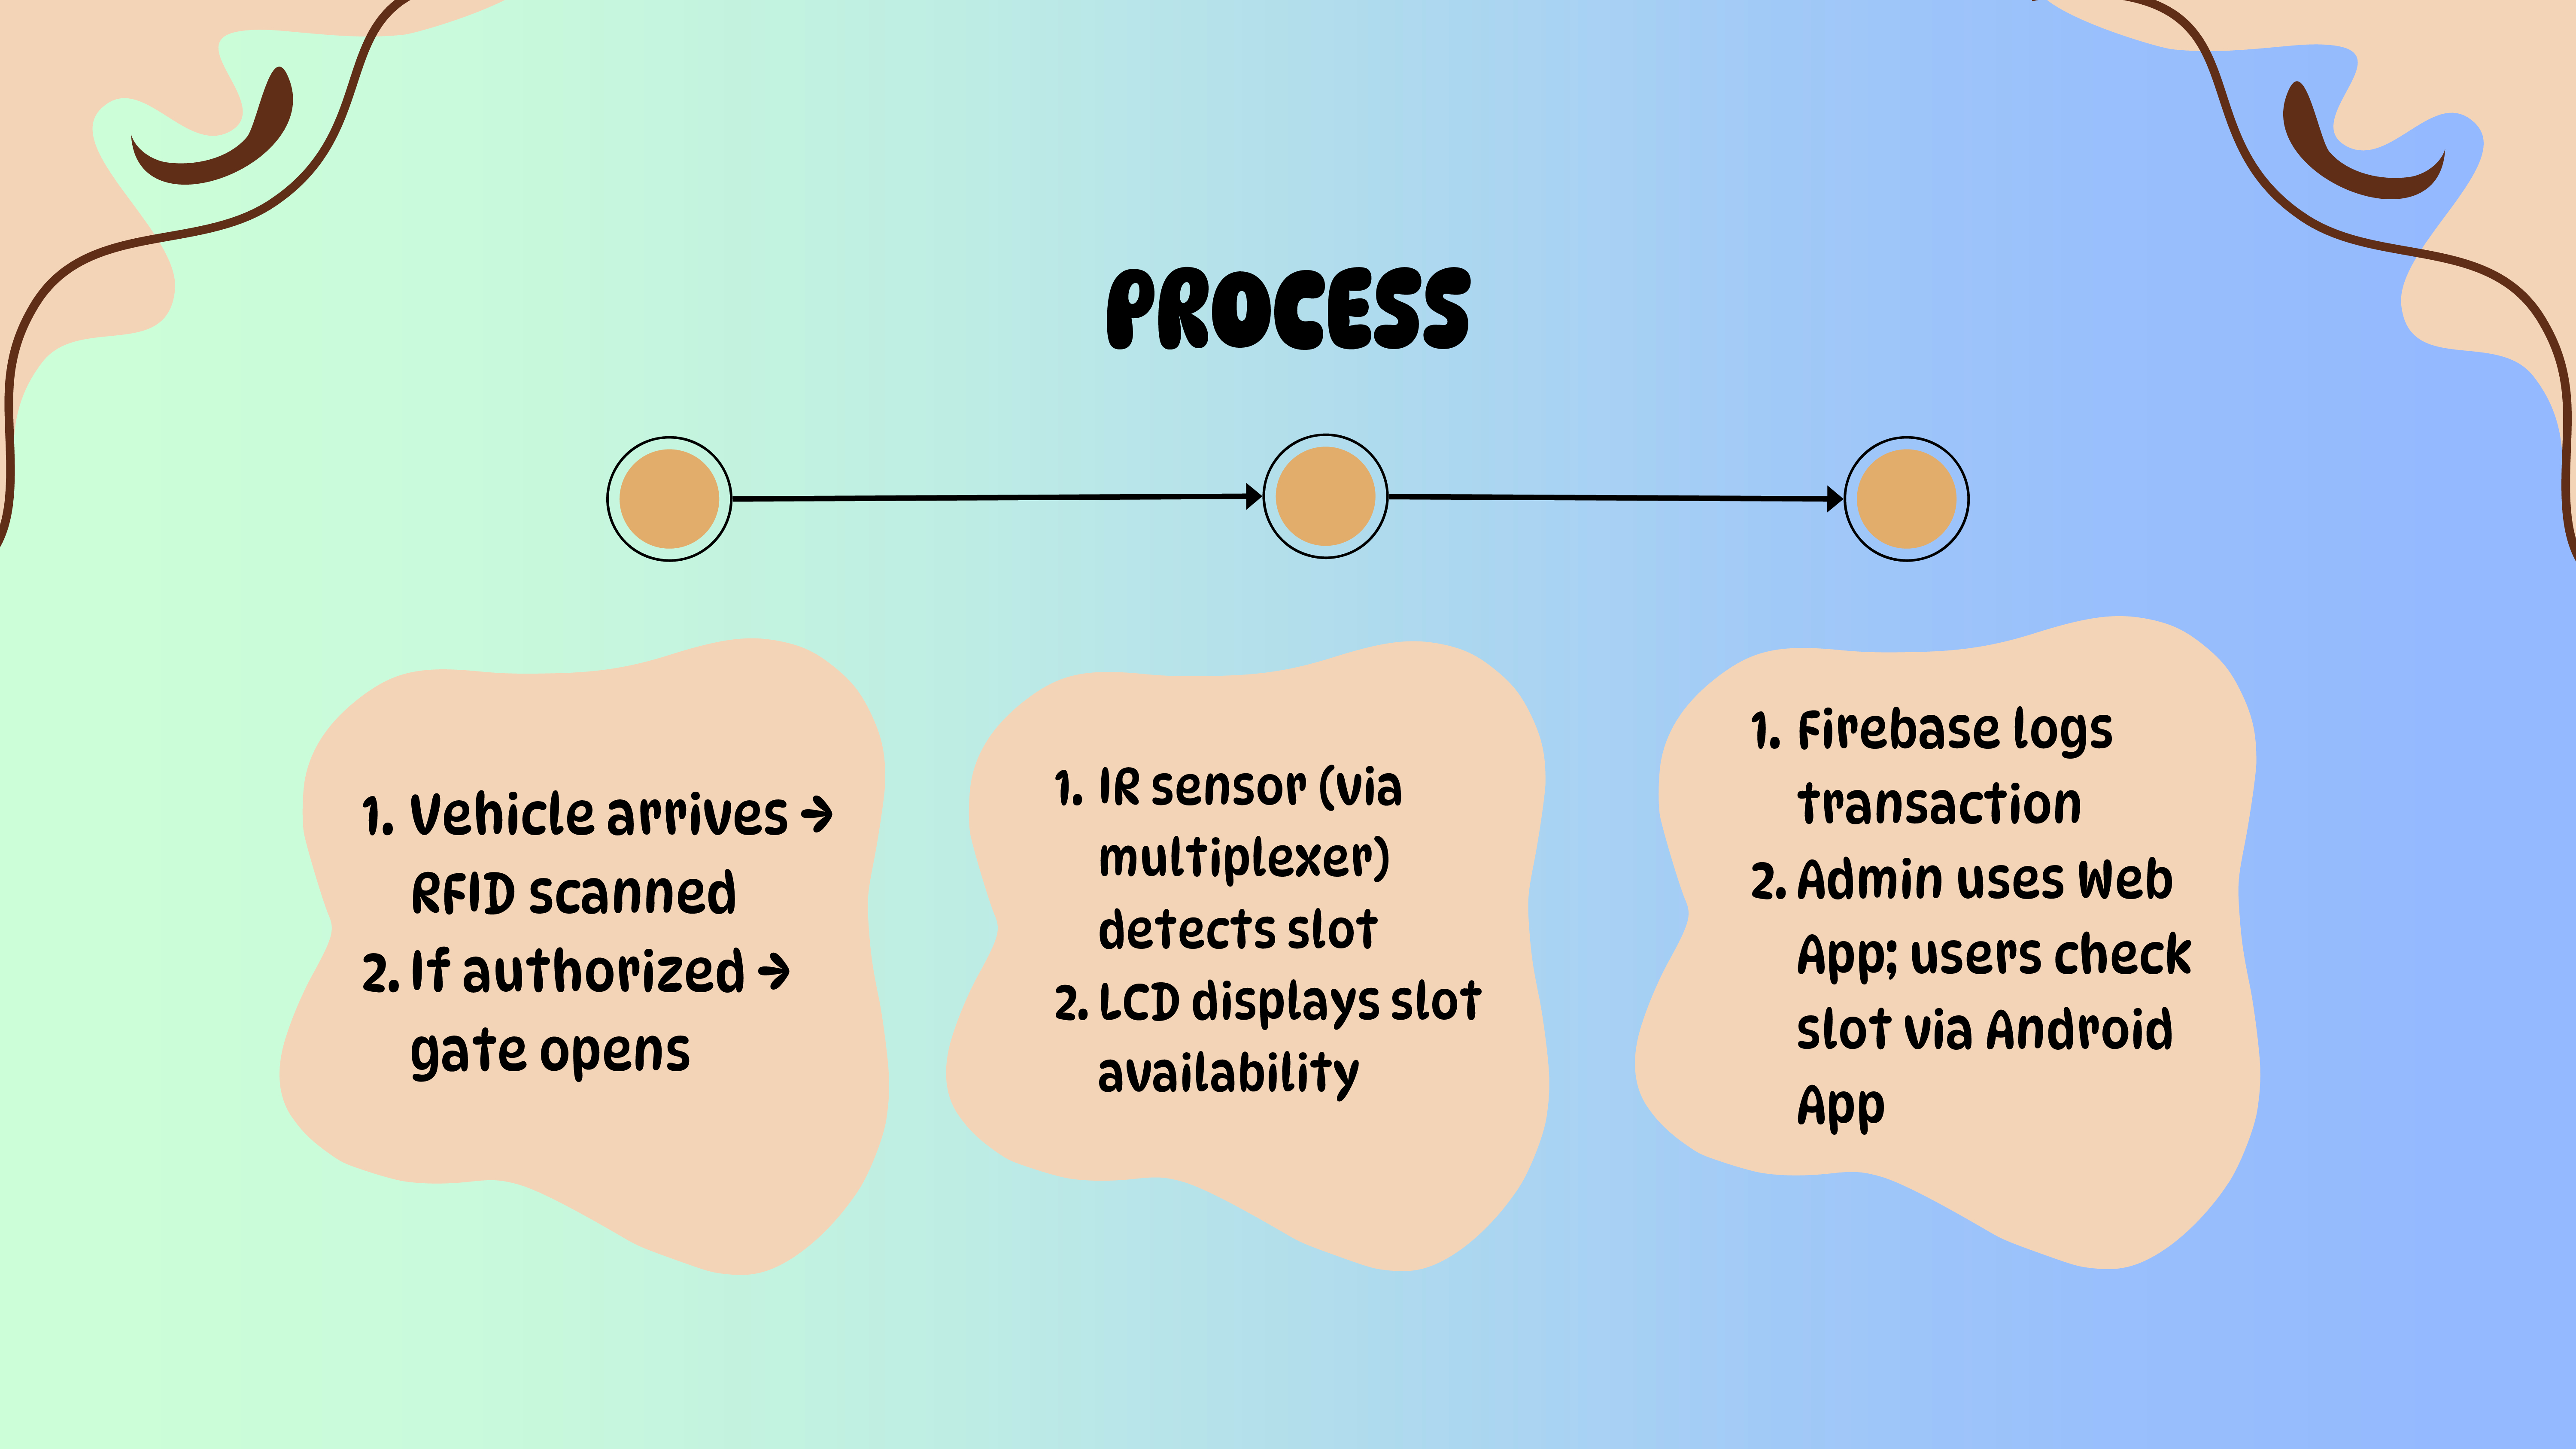 PROCESS
1. Vehicle arrives →
RFID scanned
2. If authorized →
gate opens
1. IR sensor (via
multiplexer)
detects slot
2. LCD displays slot
availability
1. Firebase logs
transaction
2. Admin uses Web
App; users check
slot via Android
App